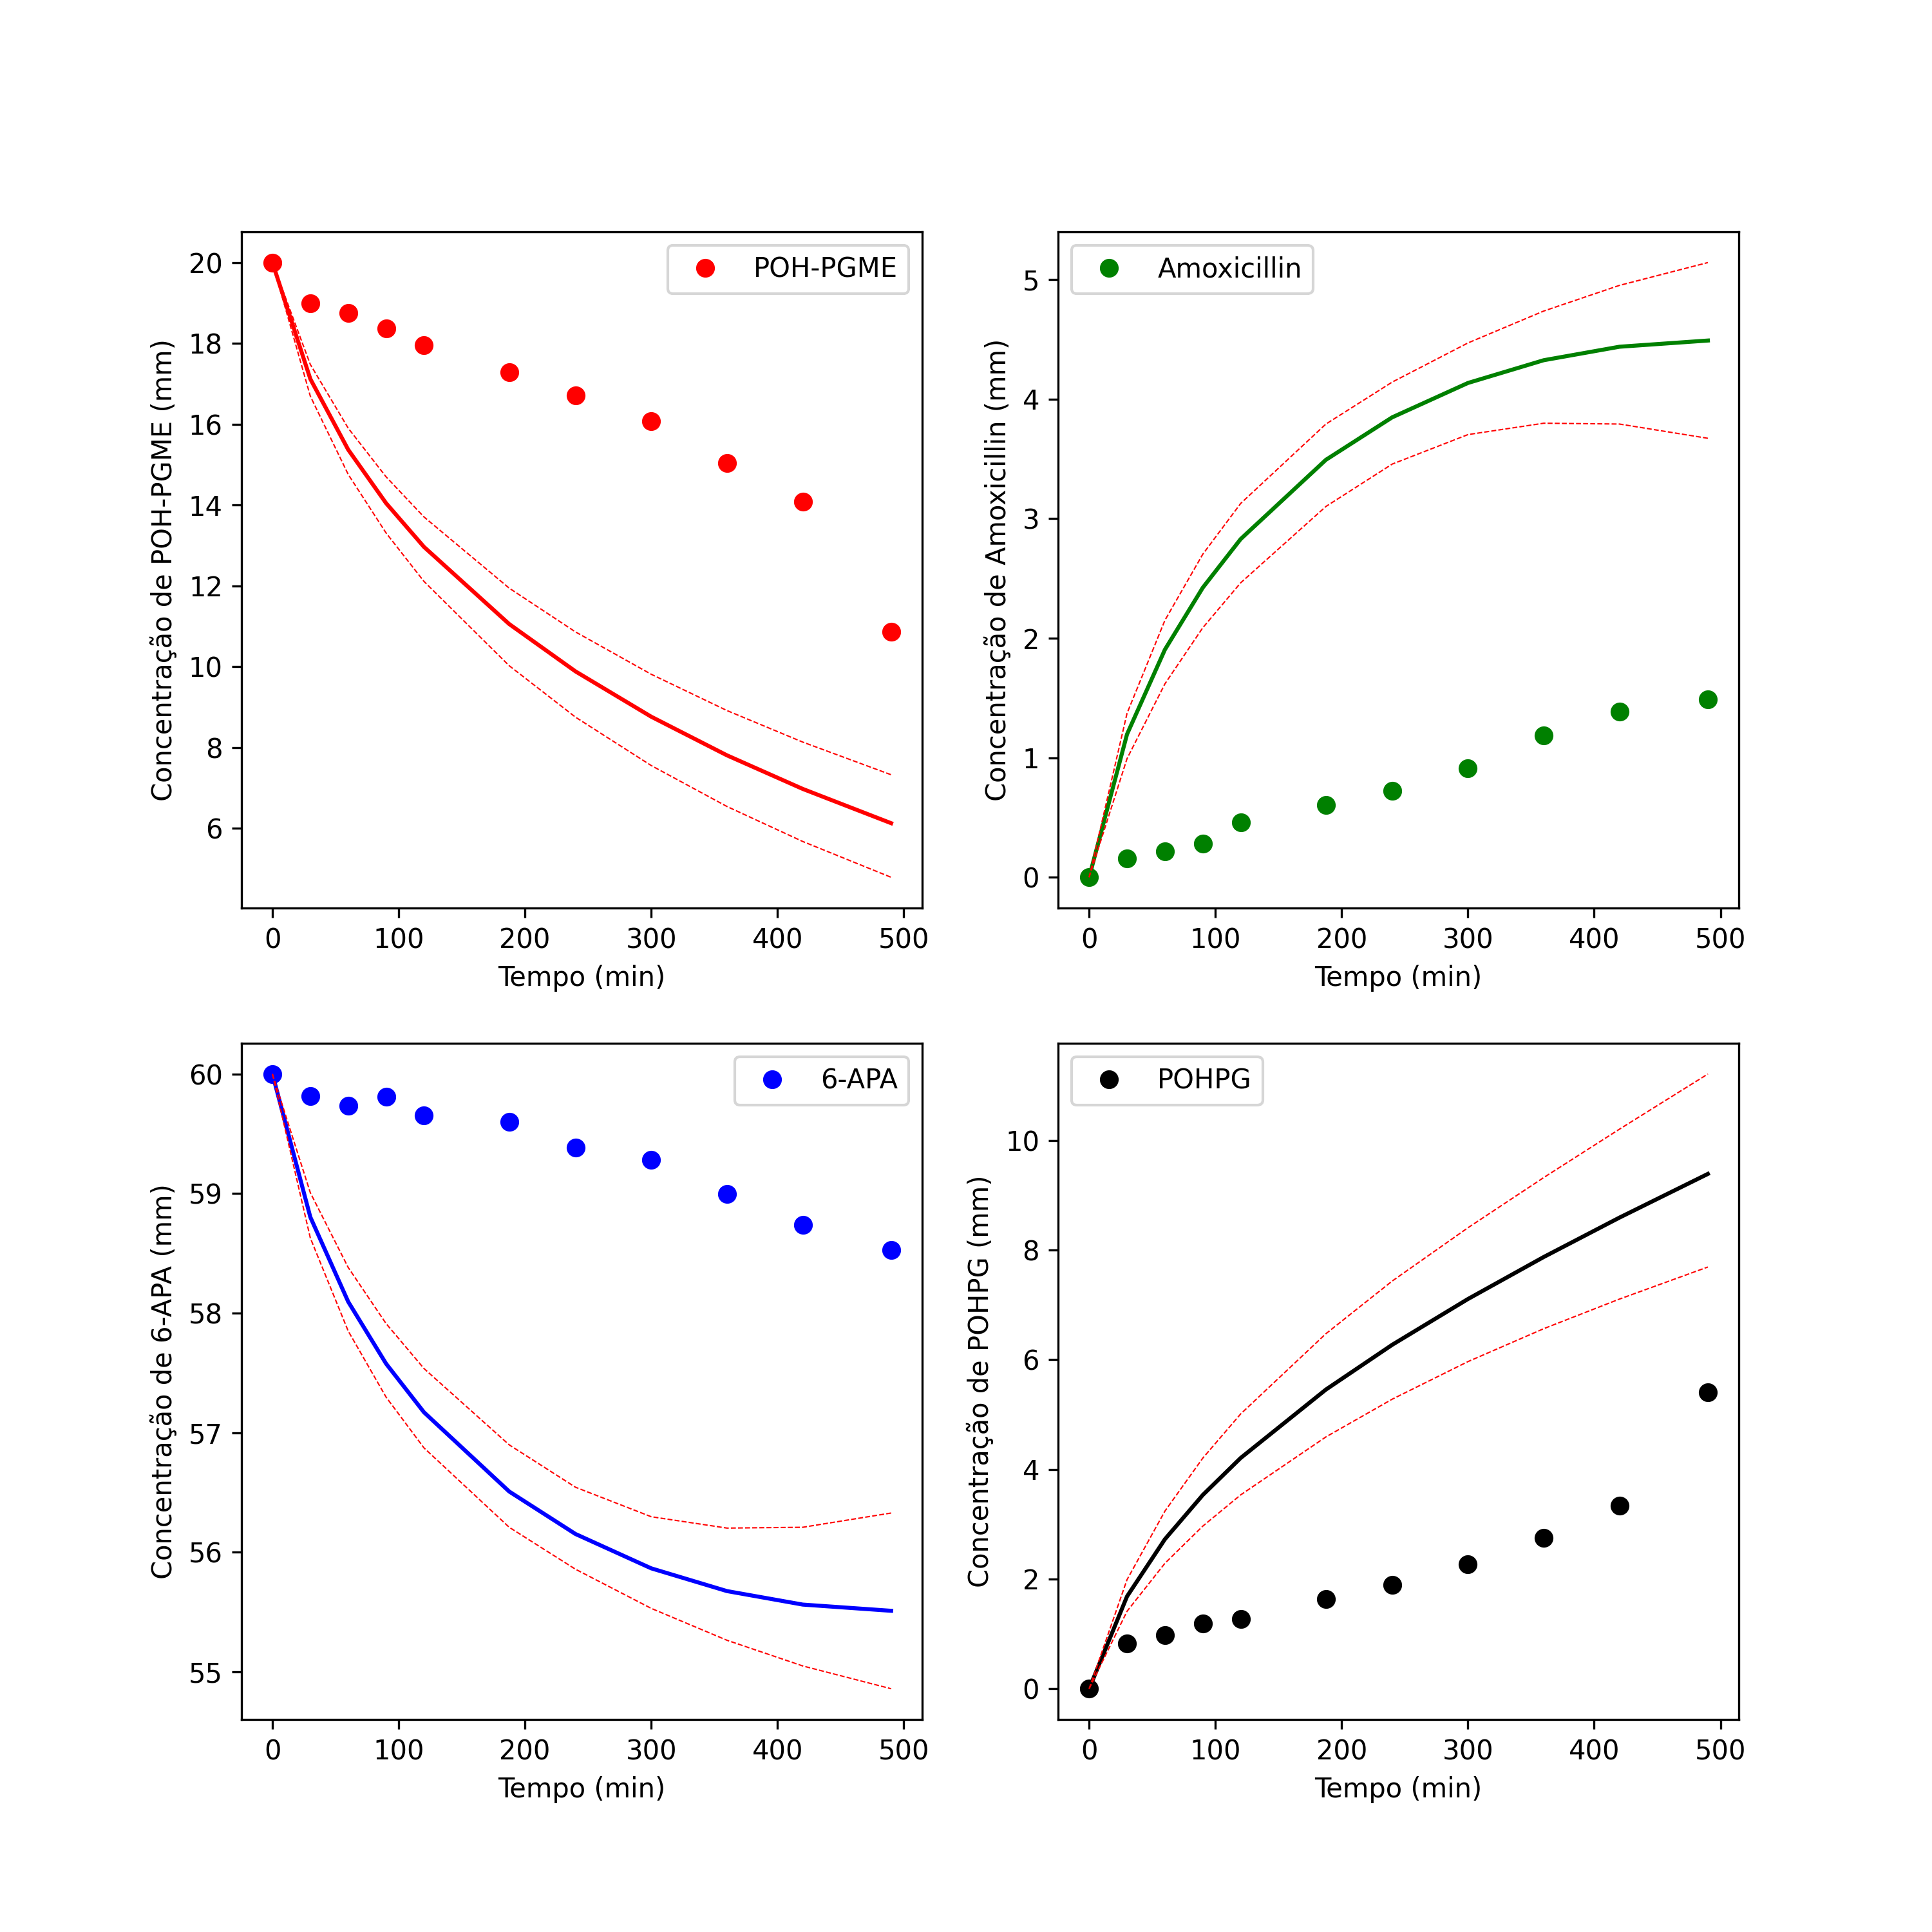 POH-PGME
Concentração de POH-PGME (mm)
20
18
16
14
12
10
8
6
0 100 200 300 400 500
Tempo (min)
Amoxicillin
Concentração de Amoxicillin (mm)
5
4
3
2
1
0
0 100 200 300 400 500
Tempo (min)
6-APA
Concentração de 6-APA (mm)
60
59
58
57
56
55
0 100 200 300 400 500
Tempo (min)
POHPG
Concentração de POHPG (mm)
10
8
6
4
2
0
0 100 200 300 400 500
Tempo (min)